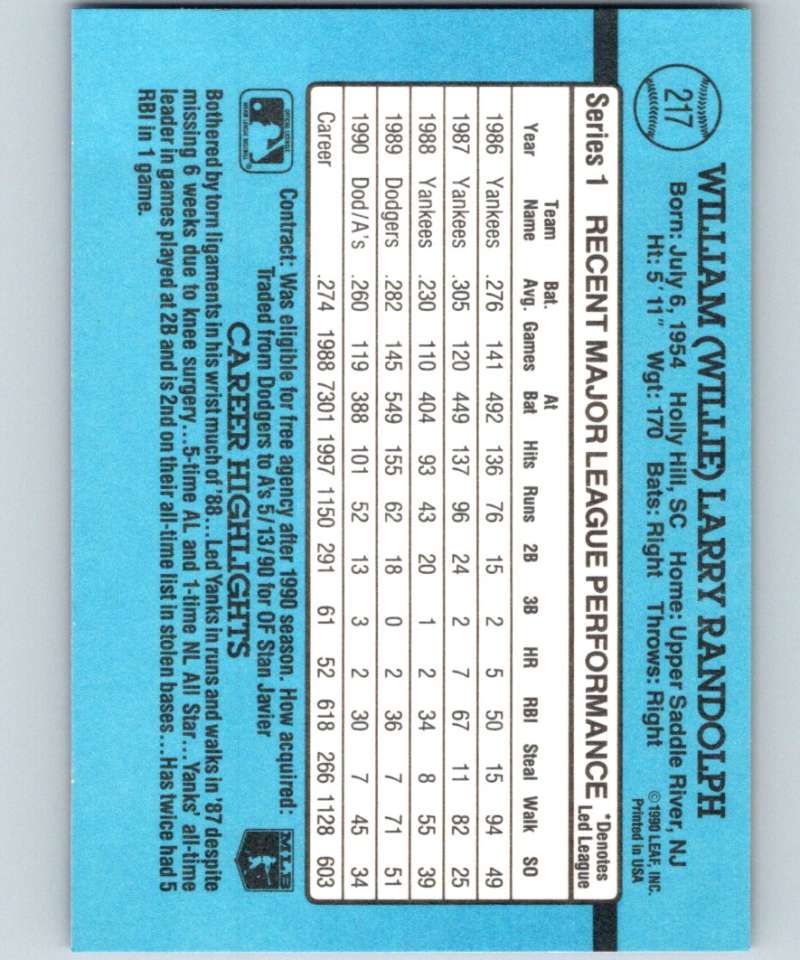 217
WILLIAM (WILLIE) LARRY RANDOLPH
Born: July 6, 1954 Holly Hill, SC Home: Upper Saddle River, NJ
Ht: 5'11" Wgt: 170 Bats: Right Throws: Right
© 1990 LEAF, INC.
Printed in USA
Series 1 RECENT MAJOR LEAGUE PERFORMANCE *Denotes Led League
Year Team Name Bat. Avg. Games At Bat Hits Runs 2B 3B HR RBI Steal Walk SO
1986 Yankees .276 141 492 136 76 15 2 5 50 15 94 49
1987 Yankees .305 120 449 137 96 24 2 7 67 11 82 25
1988 Yankees .230 110 404 93 43 20 1 2 34 8 55 39
1989 Dodgers .282 145 549 155 62 18 0 2 36 7 71 51
1990 Dod/A's .260 119 388 101 52 13 3 2 30 7 45 34
Career .274 1988 7301 1997 1150 291 61 52 618 266 1128 603
Contract: Was eligible for free agency after 1990 season. How acquired:
Traded from Dodgers to A's 5/13/90 for OF Stan Javier
MLB
CAREER HIGHLIGHTS
Bothered by torn ligaments in his wrist much of '88...Led Yanks in runs and walks in '87 despite
missing 6 weeks due to knee surgery...5-time AL and 1-time NL All Star...Yanks' all-time
leader in games played at 2B and is 2nd on their all-time list in stolen bases...Has twice had 5
RBI in 1 game.